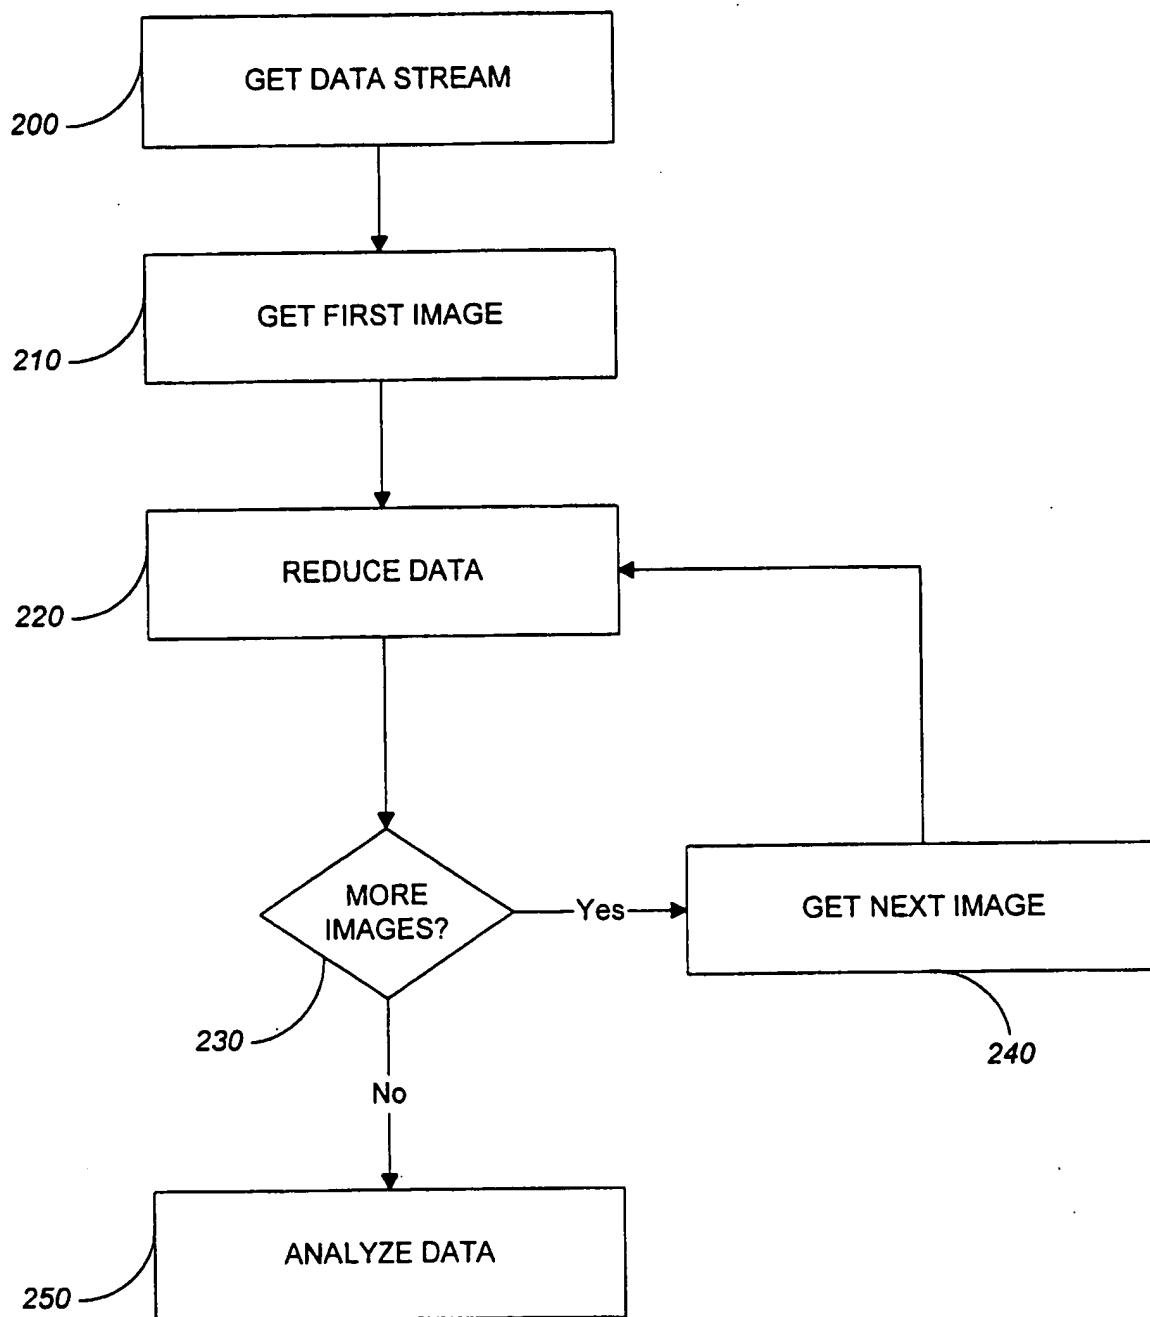 GET DATA STREAM
200
GET FIRST IMAGE
210
REDUCE DATA
220
MORE
IMAGES?
Yes
GET NEXT IMAGE
230
240
No
ANALYZE DATA
250